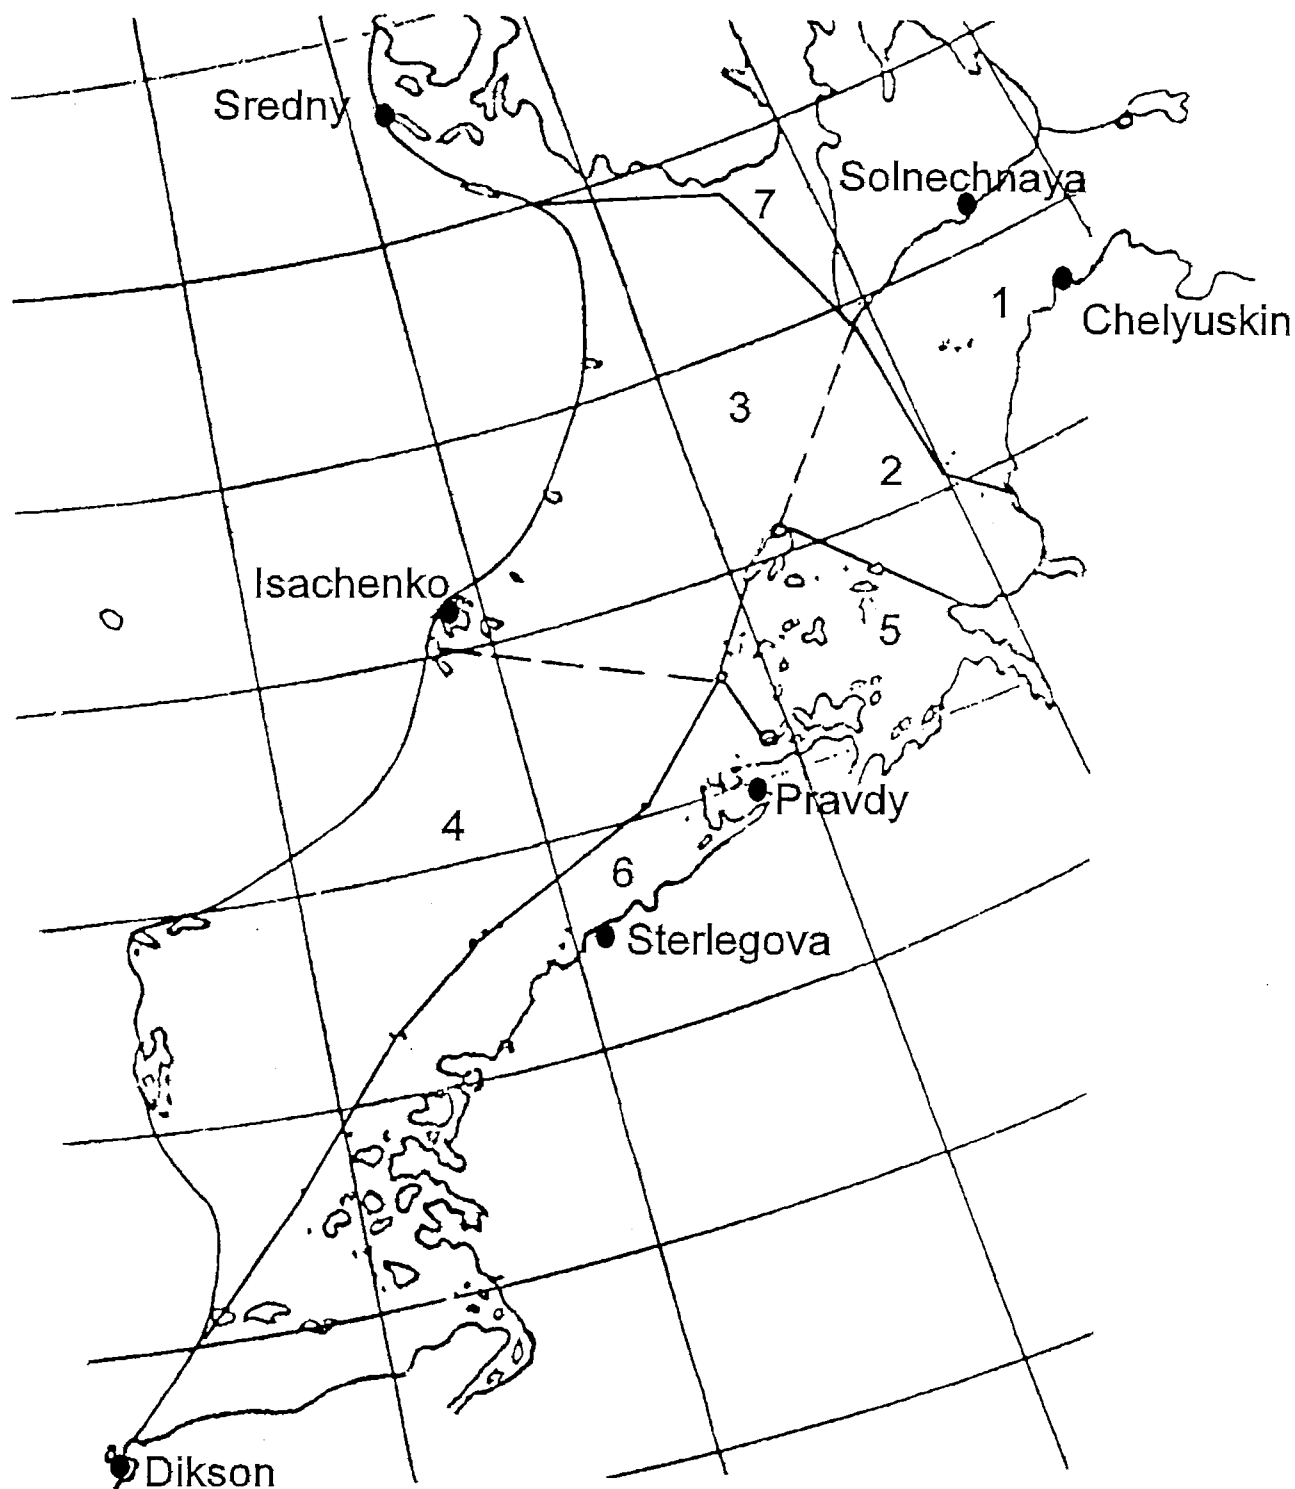 Sredny
Solnechnaya
7
1
Chelyuskin
3
2
Isachenko
5
Pravdy
4
6
Sterlegova
Dikson